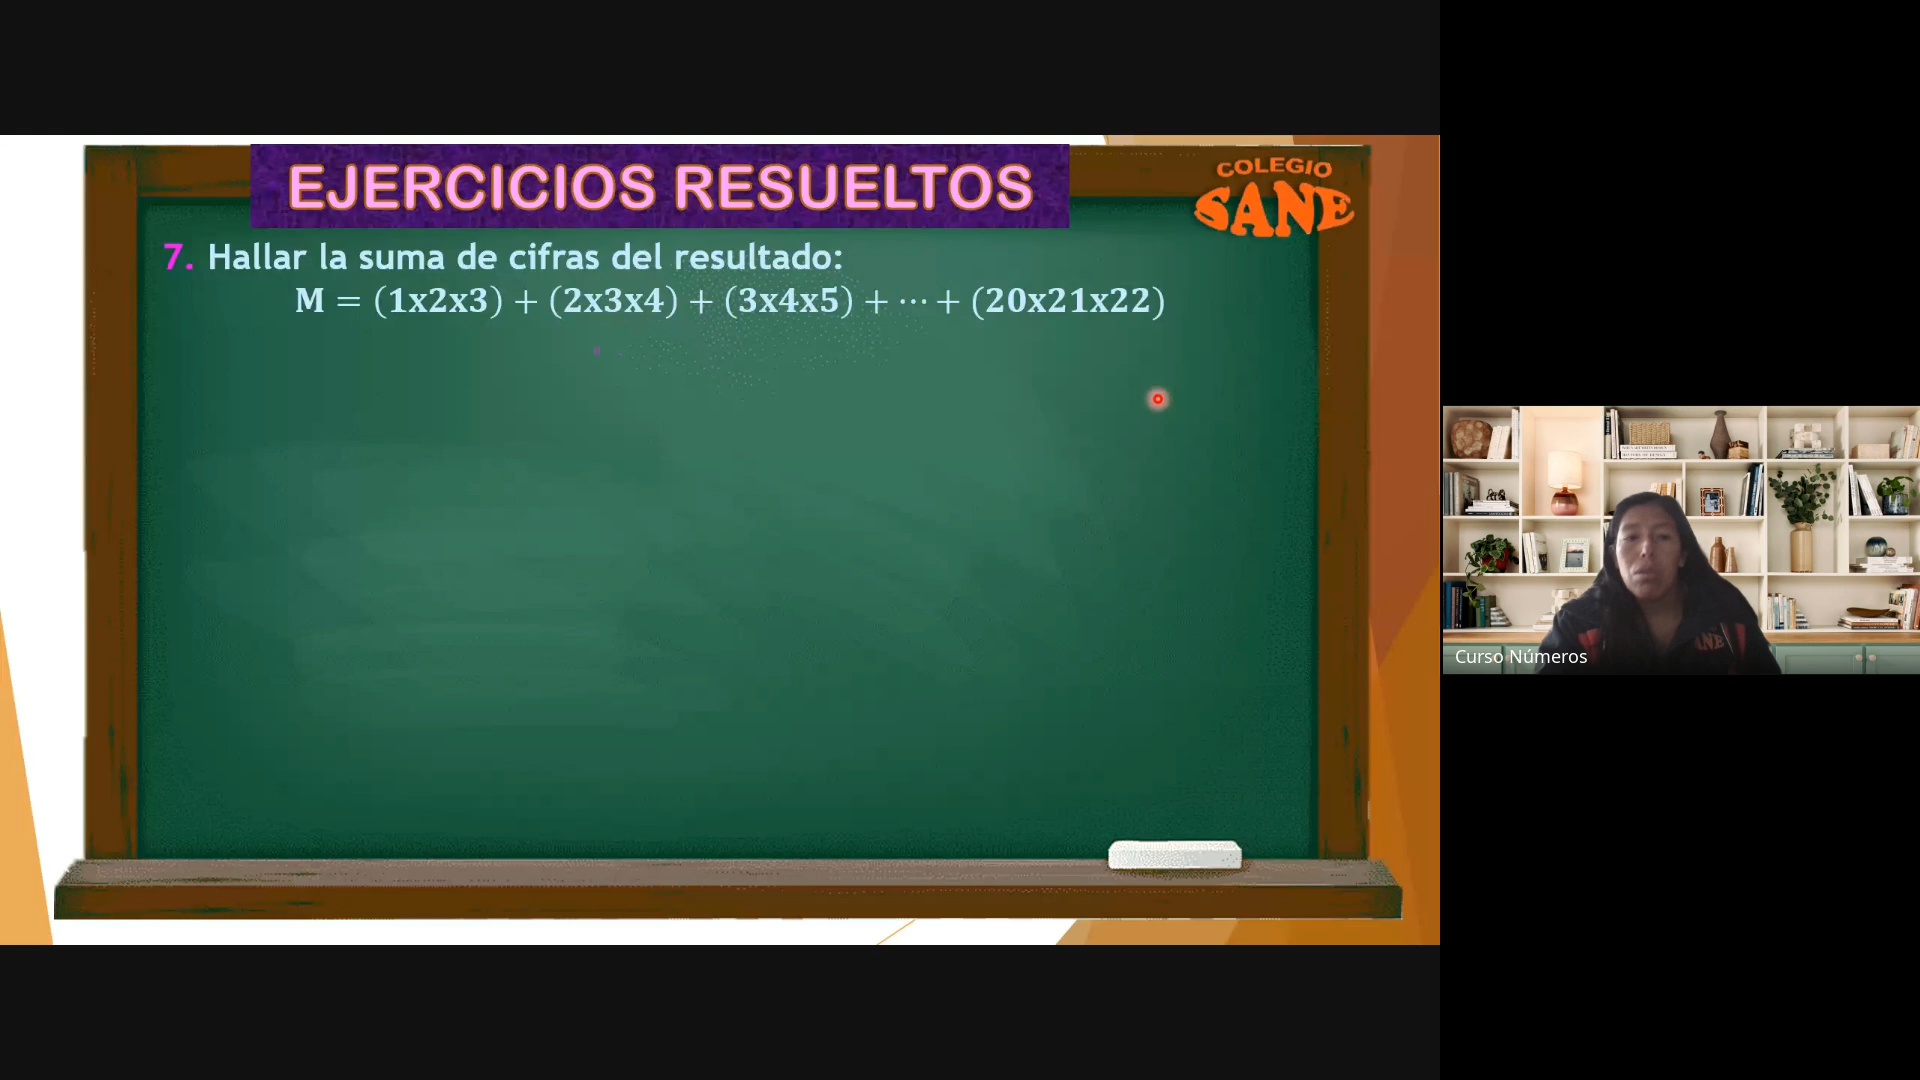 EJERCICIOS RESUELTOS
COLEGIO
SANE
7. Hallar la suma de cifras del resultado:
M = (1x2x3) + (2x3x4) + (3x4x5) + ⋯ + (20x21x22)
Curso Números